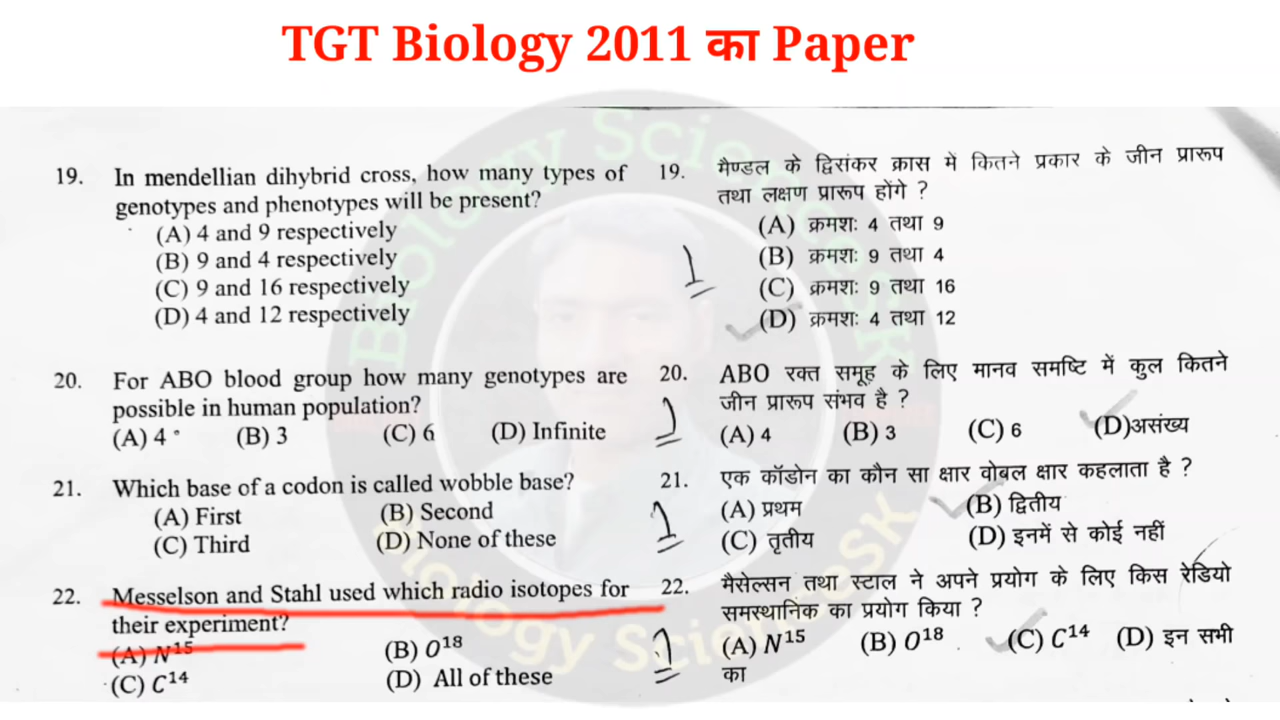 TGT Biology 2011 का Paper
19. In mendellian dihybrid cross, how many types of
genotypes and phenotypes will be present?
(A) 4 and 9 respectively
(B) 9 and 4 respectively
(C) 9 and 16 respectively
(D) 4 and 12 respectively
20. For ABO blood group how many genotypes are
possible in human population?
(A) 4 (B) 3 (C) 6 (D) Infinite
21. Which base of a codon is called wobble base?
(A) First (B) Second
(C) Third (D) None of these
22. Messelson and Stahl used which radio isotopes for
their experiment?
(A) N¹⁵ (B) O¹⁸
(C) C¹⁴ (D) All of these
19. मैण्डल के द्विसंकर क्रास में कितने प्रकार के जीन प्रारूप
तथा लक्षण प्रारूप होंगे ?
(A) क्रमशः 4 तथा 9
(B) क्रमशः 9 तथा 4
(C) क्रमशः 9 तथा 16
(D) क्रमशः 4 तथा 12
20. ABO रक्त समूह के लिए मानव समष्टि में कुल कितने
जीन प्रारूप संभव है ?
(A) 4 (B) 3 (C) 6 (D)असंख्य
21. एक कॉडोन का कौन सा क्षार वोबल क्षार कहलाता है ?
(A) प्रथम (B) द्वितीय
(C) तृतीय (D) इनमें से कोई नहीं
22. मैसेल्सन तथा स्टाल ने अपने प्रयोग के लिए किस रेडियो
समस्थानिक का प्रयोग किया ?
(A) N¹⁵ (B) O¹⁸ (C) C¹⁴ (D) इन सभी
का
Biology Science SK
Biology Science SK